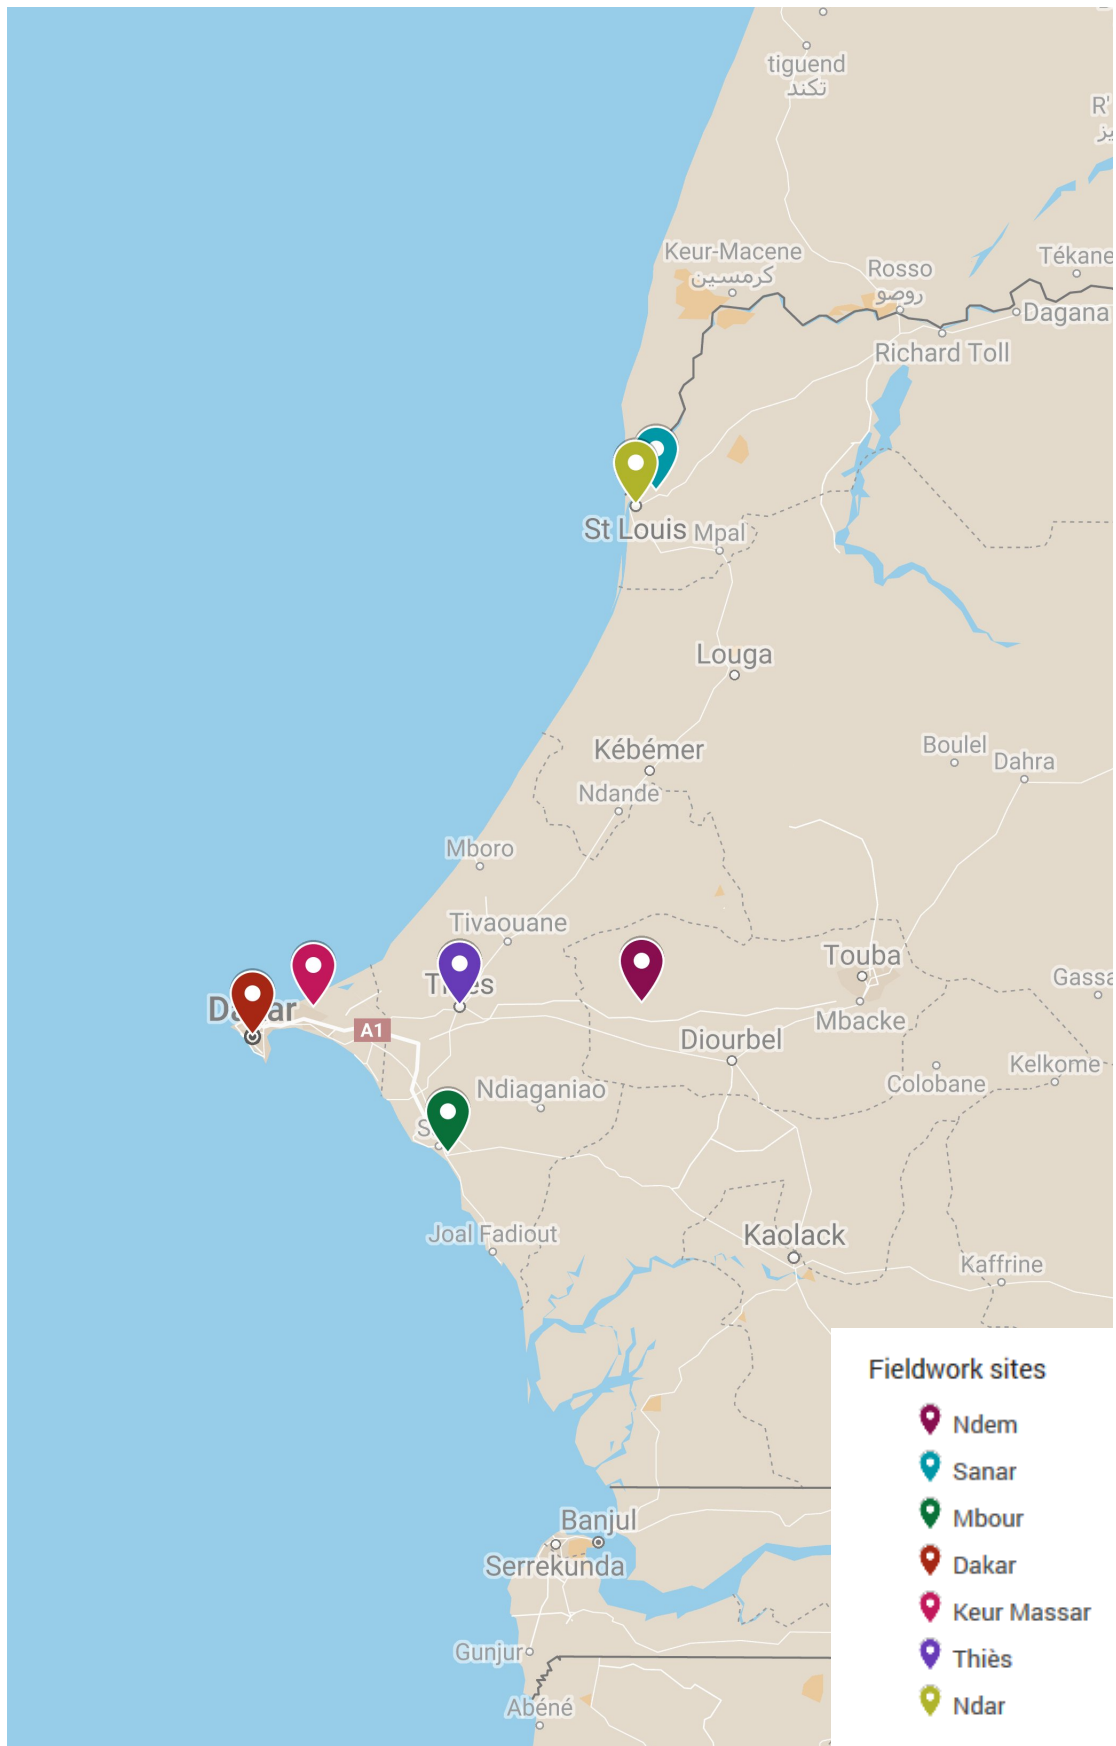 tiguend
تكند
R'
Keur-Macene
كرمسين
Rosso
روصو
Tékane
Dagana
Richard Toll
St Louis
Mpal
Louga
Kébémer
Ndande
Boulel
Dahra
Mboro
Tivaouane
Touba
Gassa
Mbacke
A1
Diourbel
Ndiaganiao
Colobane
Kelkome
Joal Fadiout
Kaolack
Kaffrine
Banjul
Serrekunda
Gunjur
Abéné
Fieldwork sites
Ndem
Sanar
Mbour
Dakar
Keur Massar
Thiès
Ndar